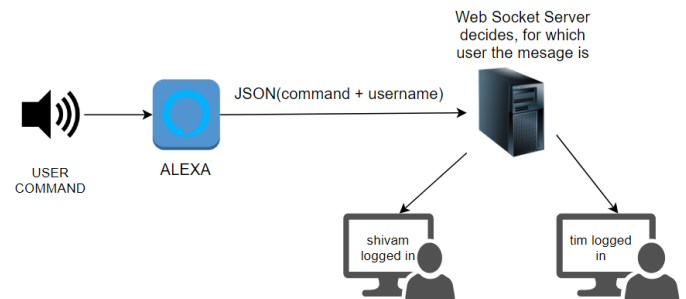 Web Socket Server
decides, for which
user the mesage is
JSON(command + username)
USER
COMMAND
ALEXA
shivam
logged in
tim logged
in